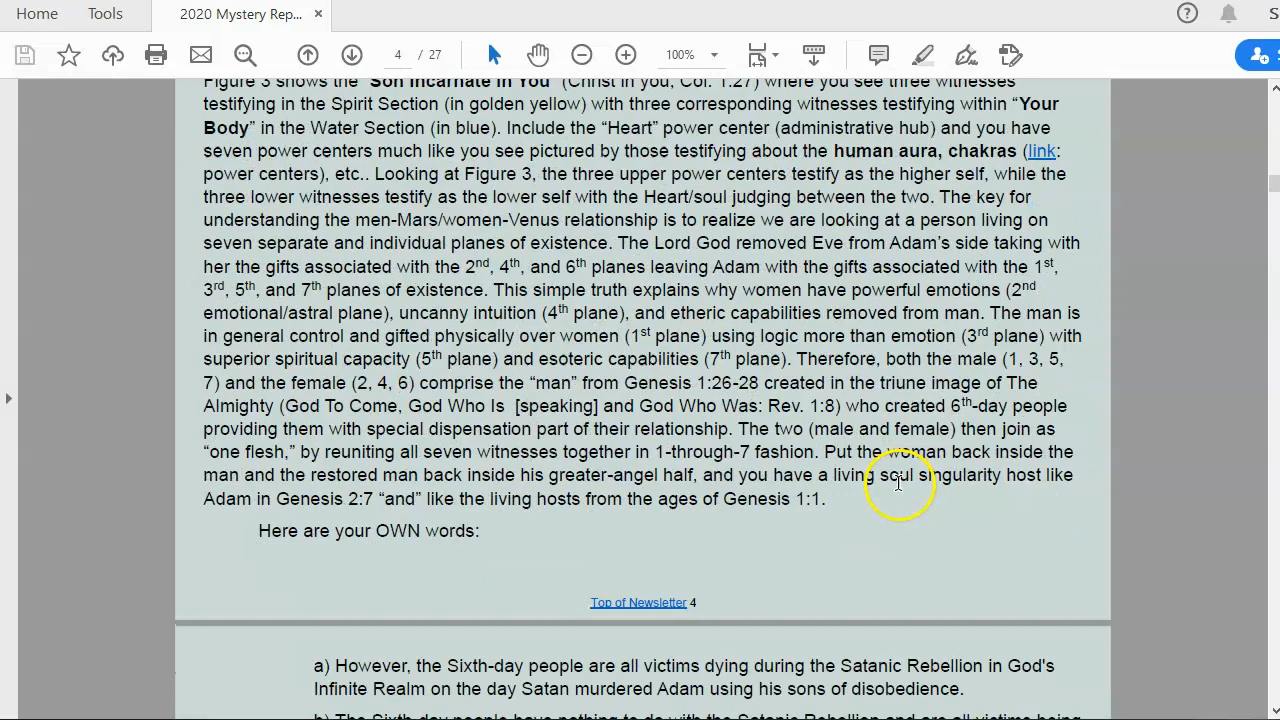 Home Tools 2020 Mystery Rep... ×
4 / 27 100%
Figure 3 shows the "Son Incarnate In You" (Christ in you, Col. 1:27) where you see three witnesses
testifying in the Spirit Section (in golden yellow) with three corresponding witnesses testifying within “Your
Body” in the Water Section (in blue). Include the “Heart” power center (administrative hub) and you have
seven power centers much like you see pictured by those testifying about the human aura, chakras (link:
power centers), etc.. Looking at Figure 3, the three upper power centers testify as the higher self, while the
three lower witnesses testify as the lower self with the Heart/soul judging between the two. The key for
understanding the men-Mars/women-Venus relationship is to realize we are looking at a person living on
seven separate and individual planes of existence. The Lord God removed Eve from Adam’s side taking with
her the gifts associated with the 2nd, 4th, and 6th planes leaving Adam with the gifts associated with the 1st,
3rd, 5th, and 7th planes of existence. This simple truth explains why women have powerful emotions (2nd
emotional/astral plane), uncanny intuition (4th plane), and etheric capabilities removed from man. The man is
in general control and gifted physically over women (1st plane) using logic more than emotion (3rd plane) with
superior spiritual capacity (5th plane) and esoteric capabilities (7th plane). Therefore, both the male (1, 3, 5,
7) and the female (2, 4, 6) comprise the “man” from Genesis 1:26-28 created in the triune image of The
Almighty (God To Come, God Who Is [speaking] and God Who Was: Rev. 1:8) who created 6th-day people
providing them with special dispensation part of their relationship. The two (male and female) then join as
“one flesh,” by reuniting all seven witnesses together in 1-through-7 fashion. Put the woman back inside the
man and the restored man back inside his greater-angel half, and you have a living soul singularity host like
Adam in Genesis 2:7 “and” like the living hosts from the ages of Genesis 1:1.
Here are your OWN words:
Top of Newsletter 4
a) However, the Sixth-day people are all victims dying during the Satanic Rebellion in God's
Infinite Realm on the day Satan murdered Adam using his sons of disobedience.
b) The Sixth-day people have nothing to do with the Satanic Rebellion and are all victims being